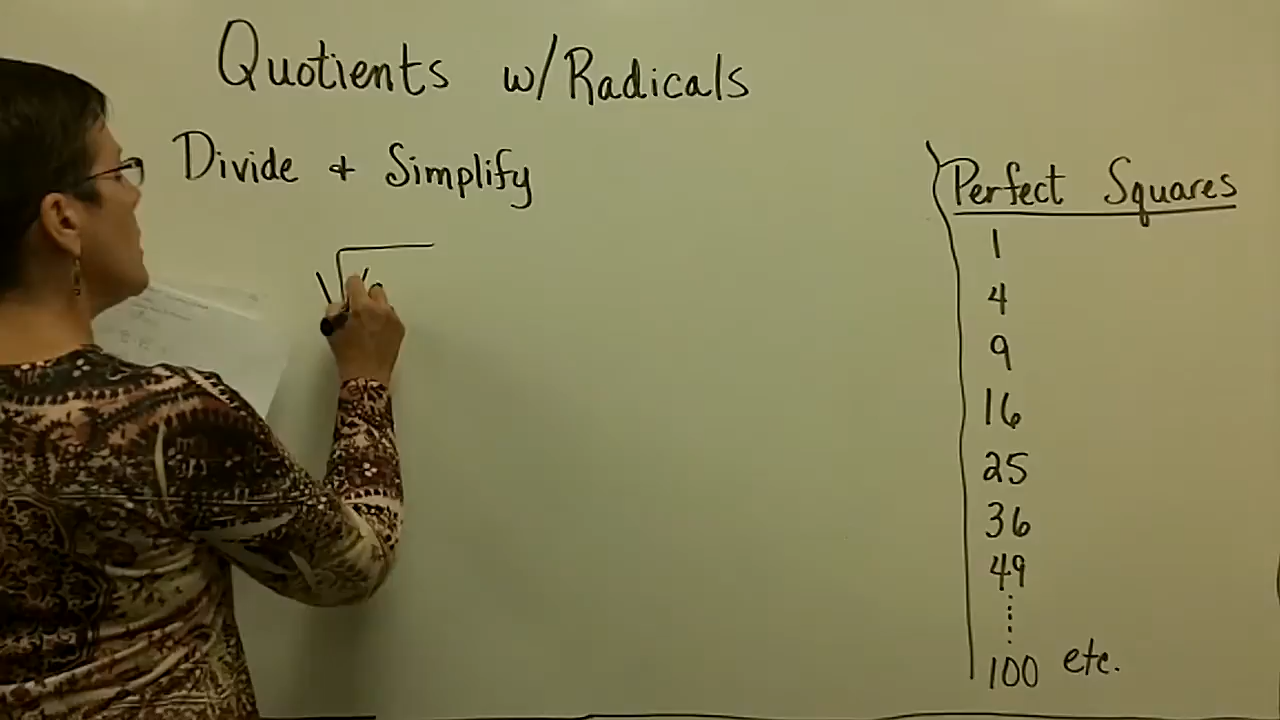 Quotients w/Radicals
Divide + Simplify
Perfect Squares
1
4
9
16
25
36
49
100 etc.